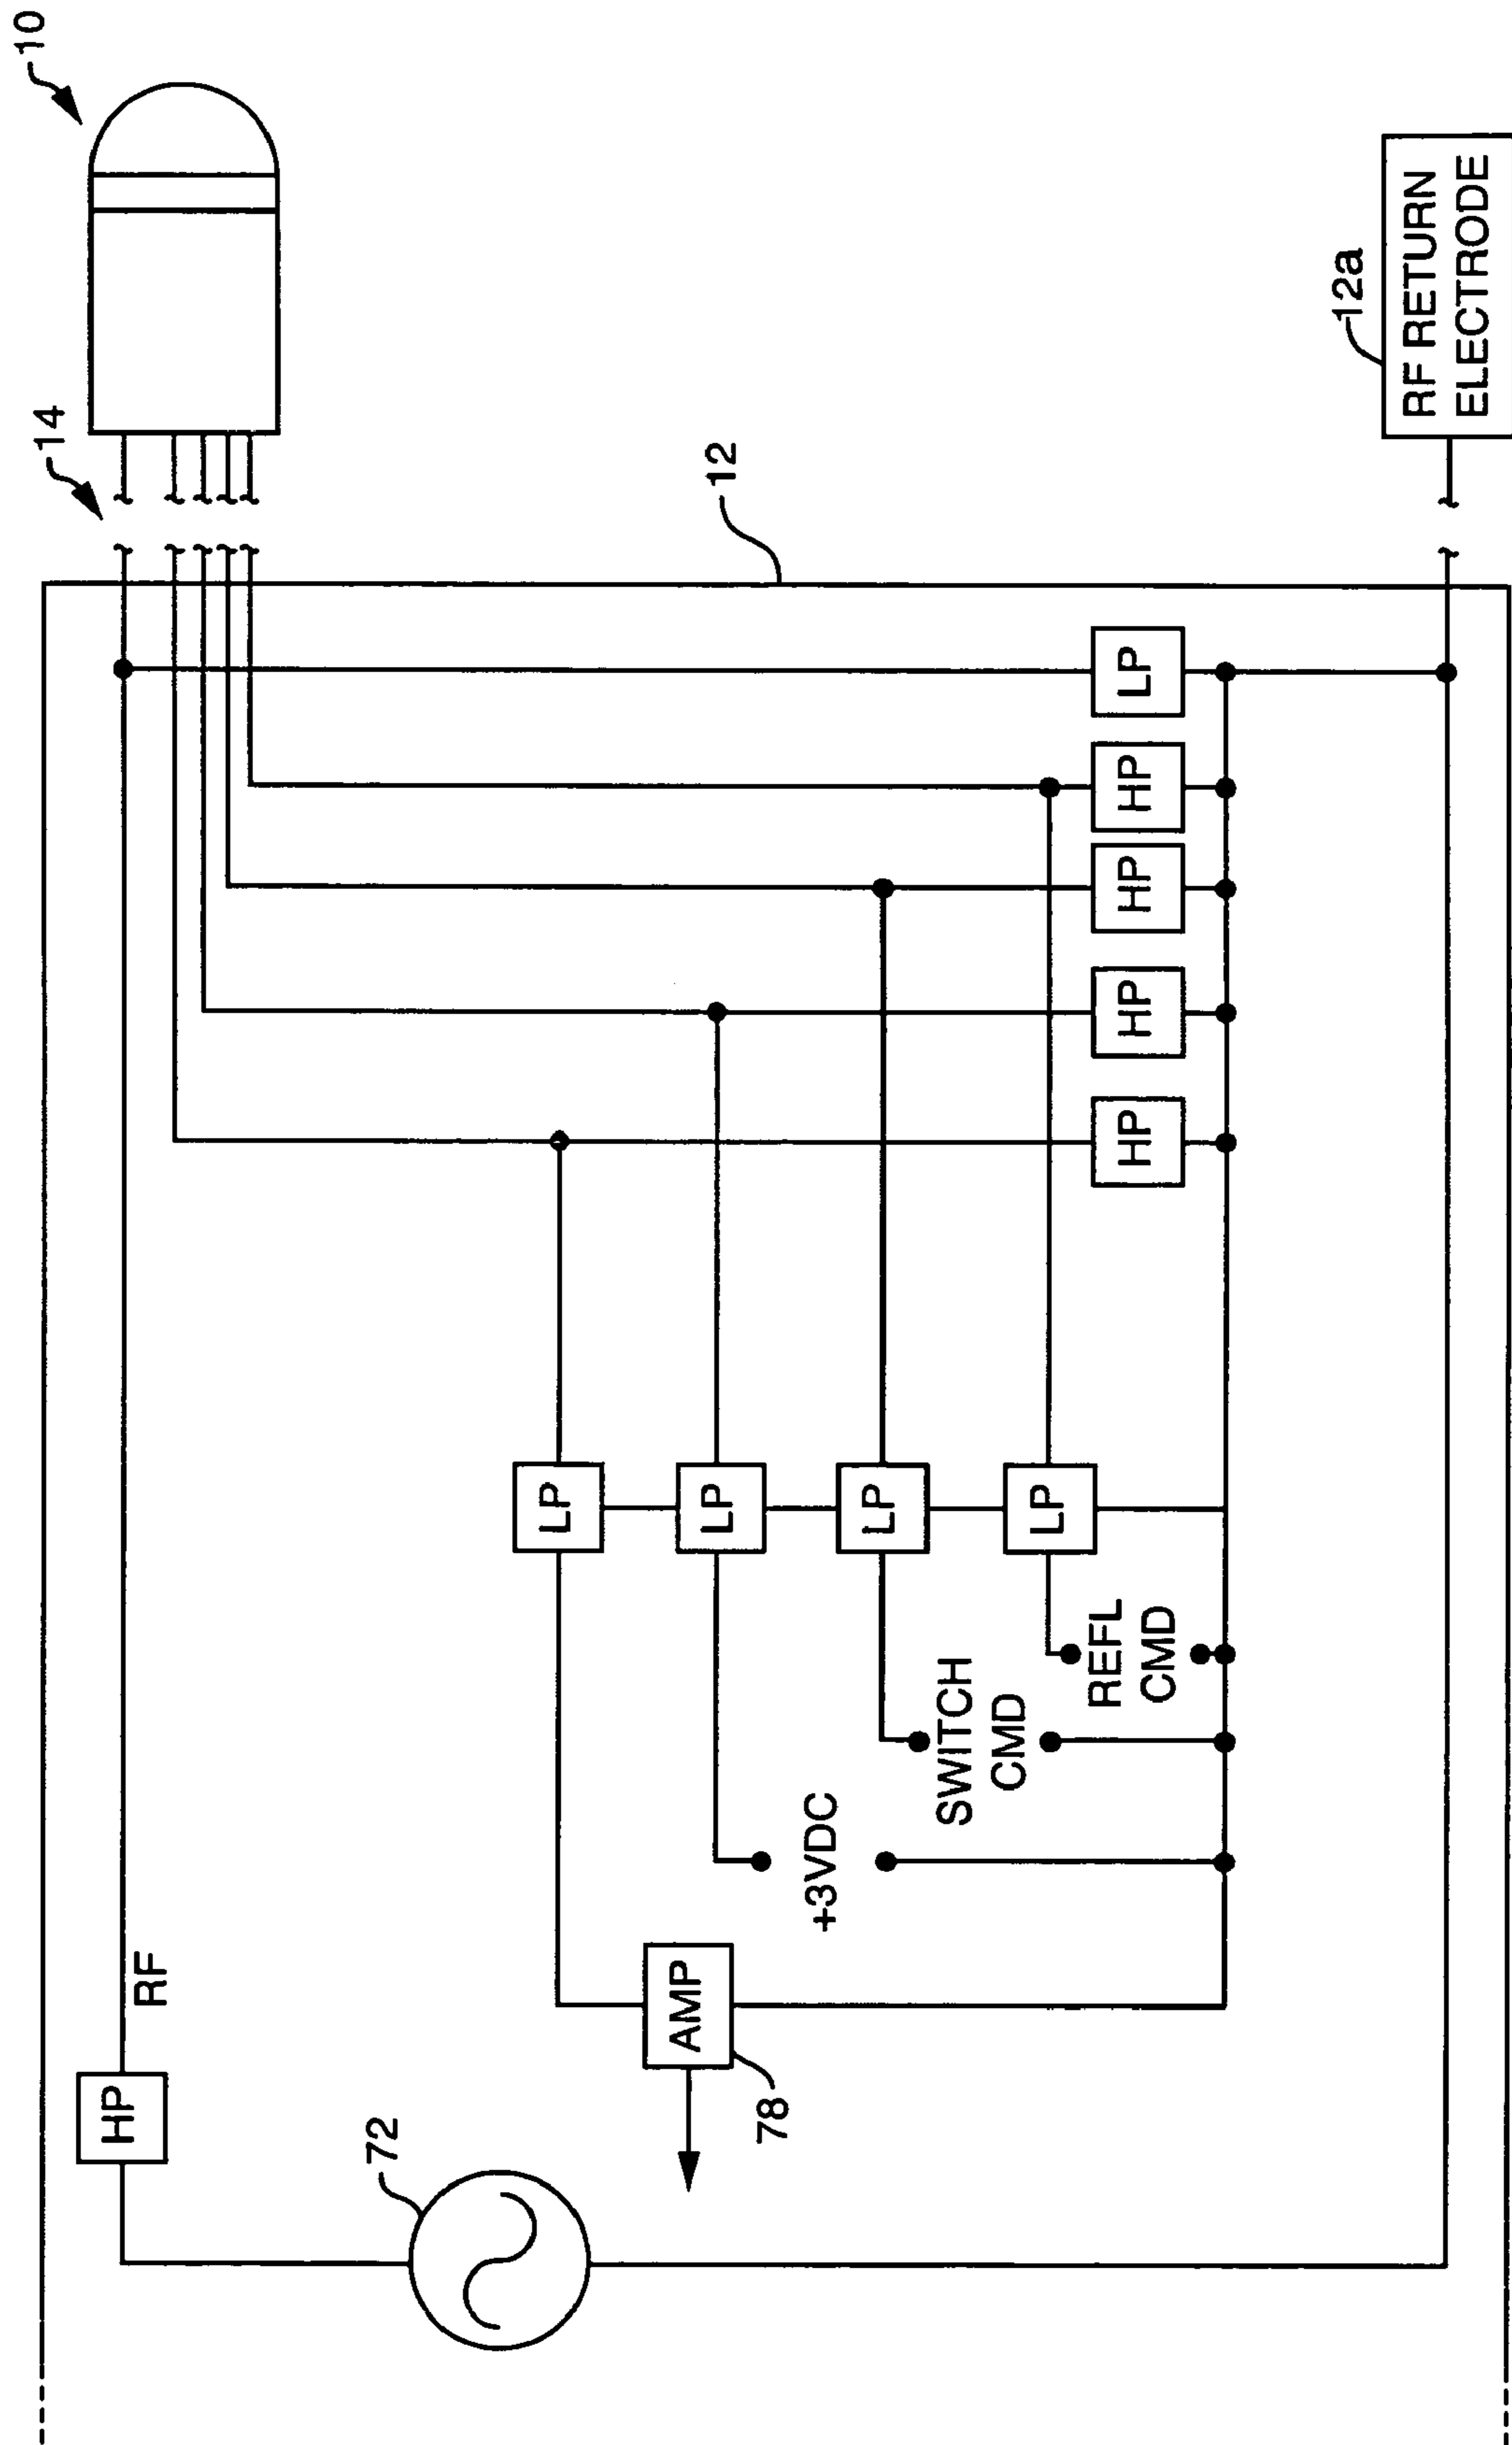 10
14
12
12a
RF RETURN
ELECTRODE
LP
HP
HP
HP
HP
LP
LP
LP
LP
REFL
CMD
SWITCH
CMD
+3VDC
RF
AMP
78
HP
72